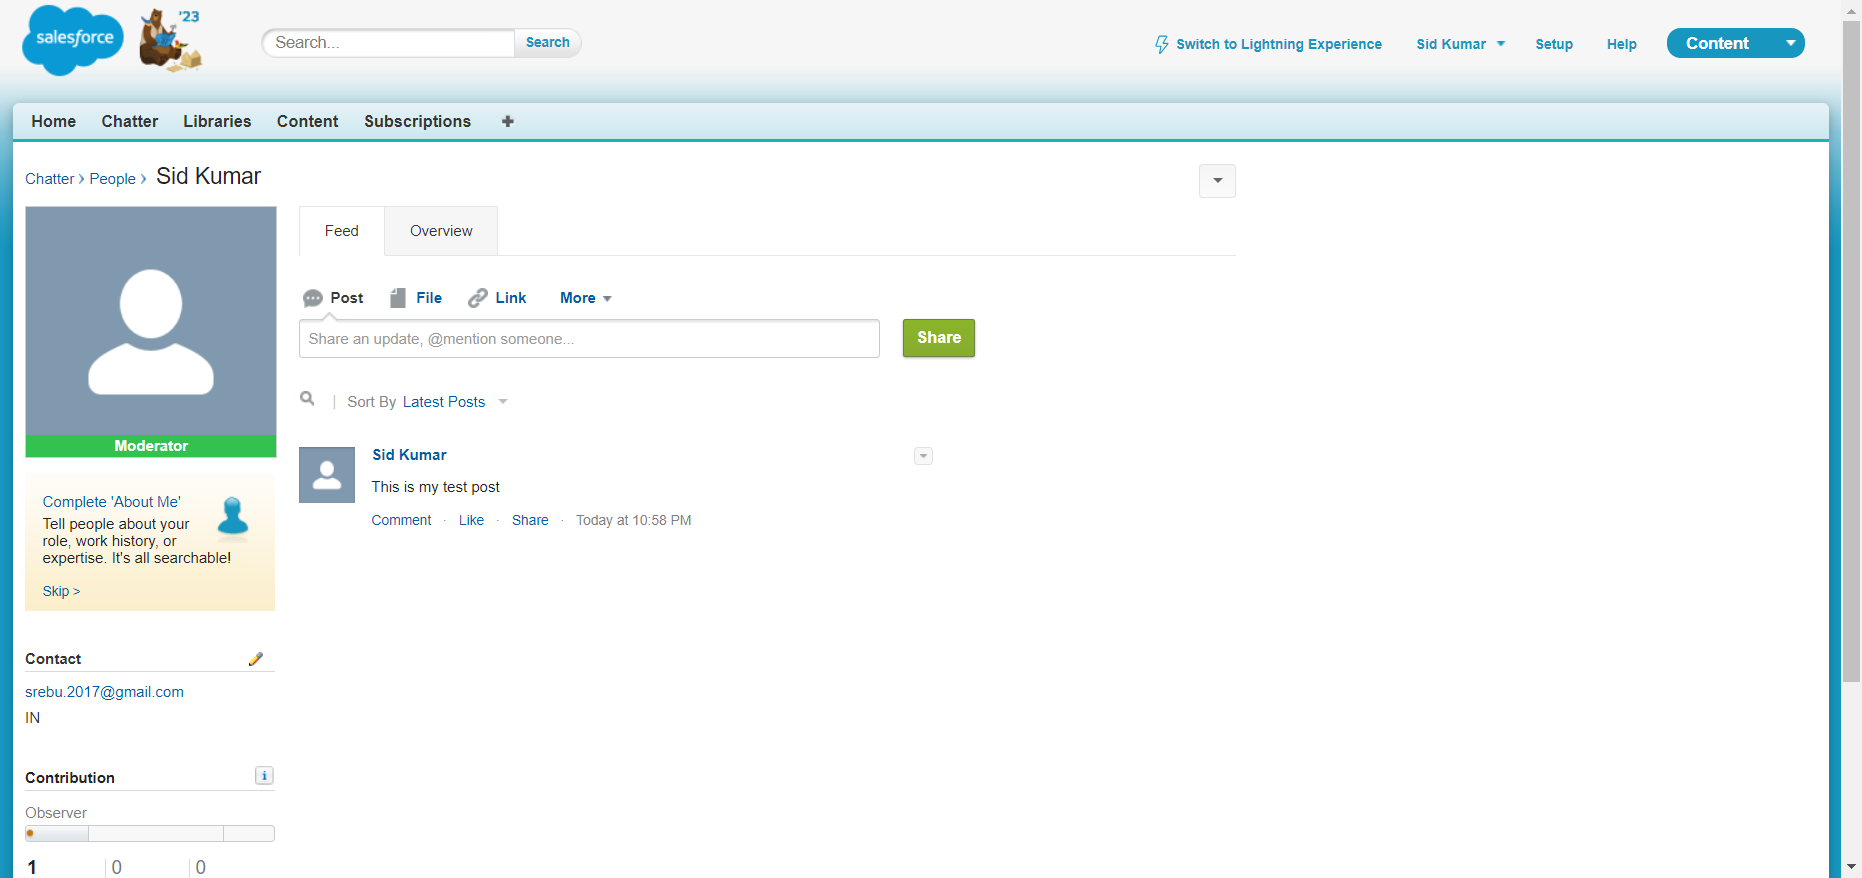 salesforce
'23
Search...
Search
Switch to Lightning Experience
Sid Kumar
Setup
Help
Content
Home
Chatter
Libraries
Content
Subscriptions
Chatter › People › Sid Kumar
Feed
Overview
Moderator
Post
File
Link
More
Share an update, @mention someone...
Share
| Sort By Latest Posts
Sid Kumar
This is my test post
Comment · Like · Share · Today at 10:58 PM
Complete 'About Me'
Tell people about your
role, work history, or
expertise. It's all searchable!
Skip >
Contact
srebu.2017@gmail.com
IN
Contribution
i
Observer
1
0
0